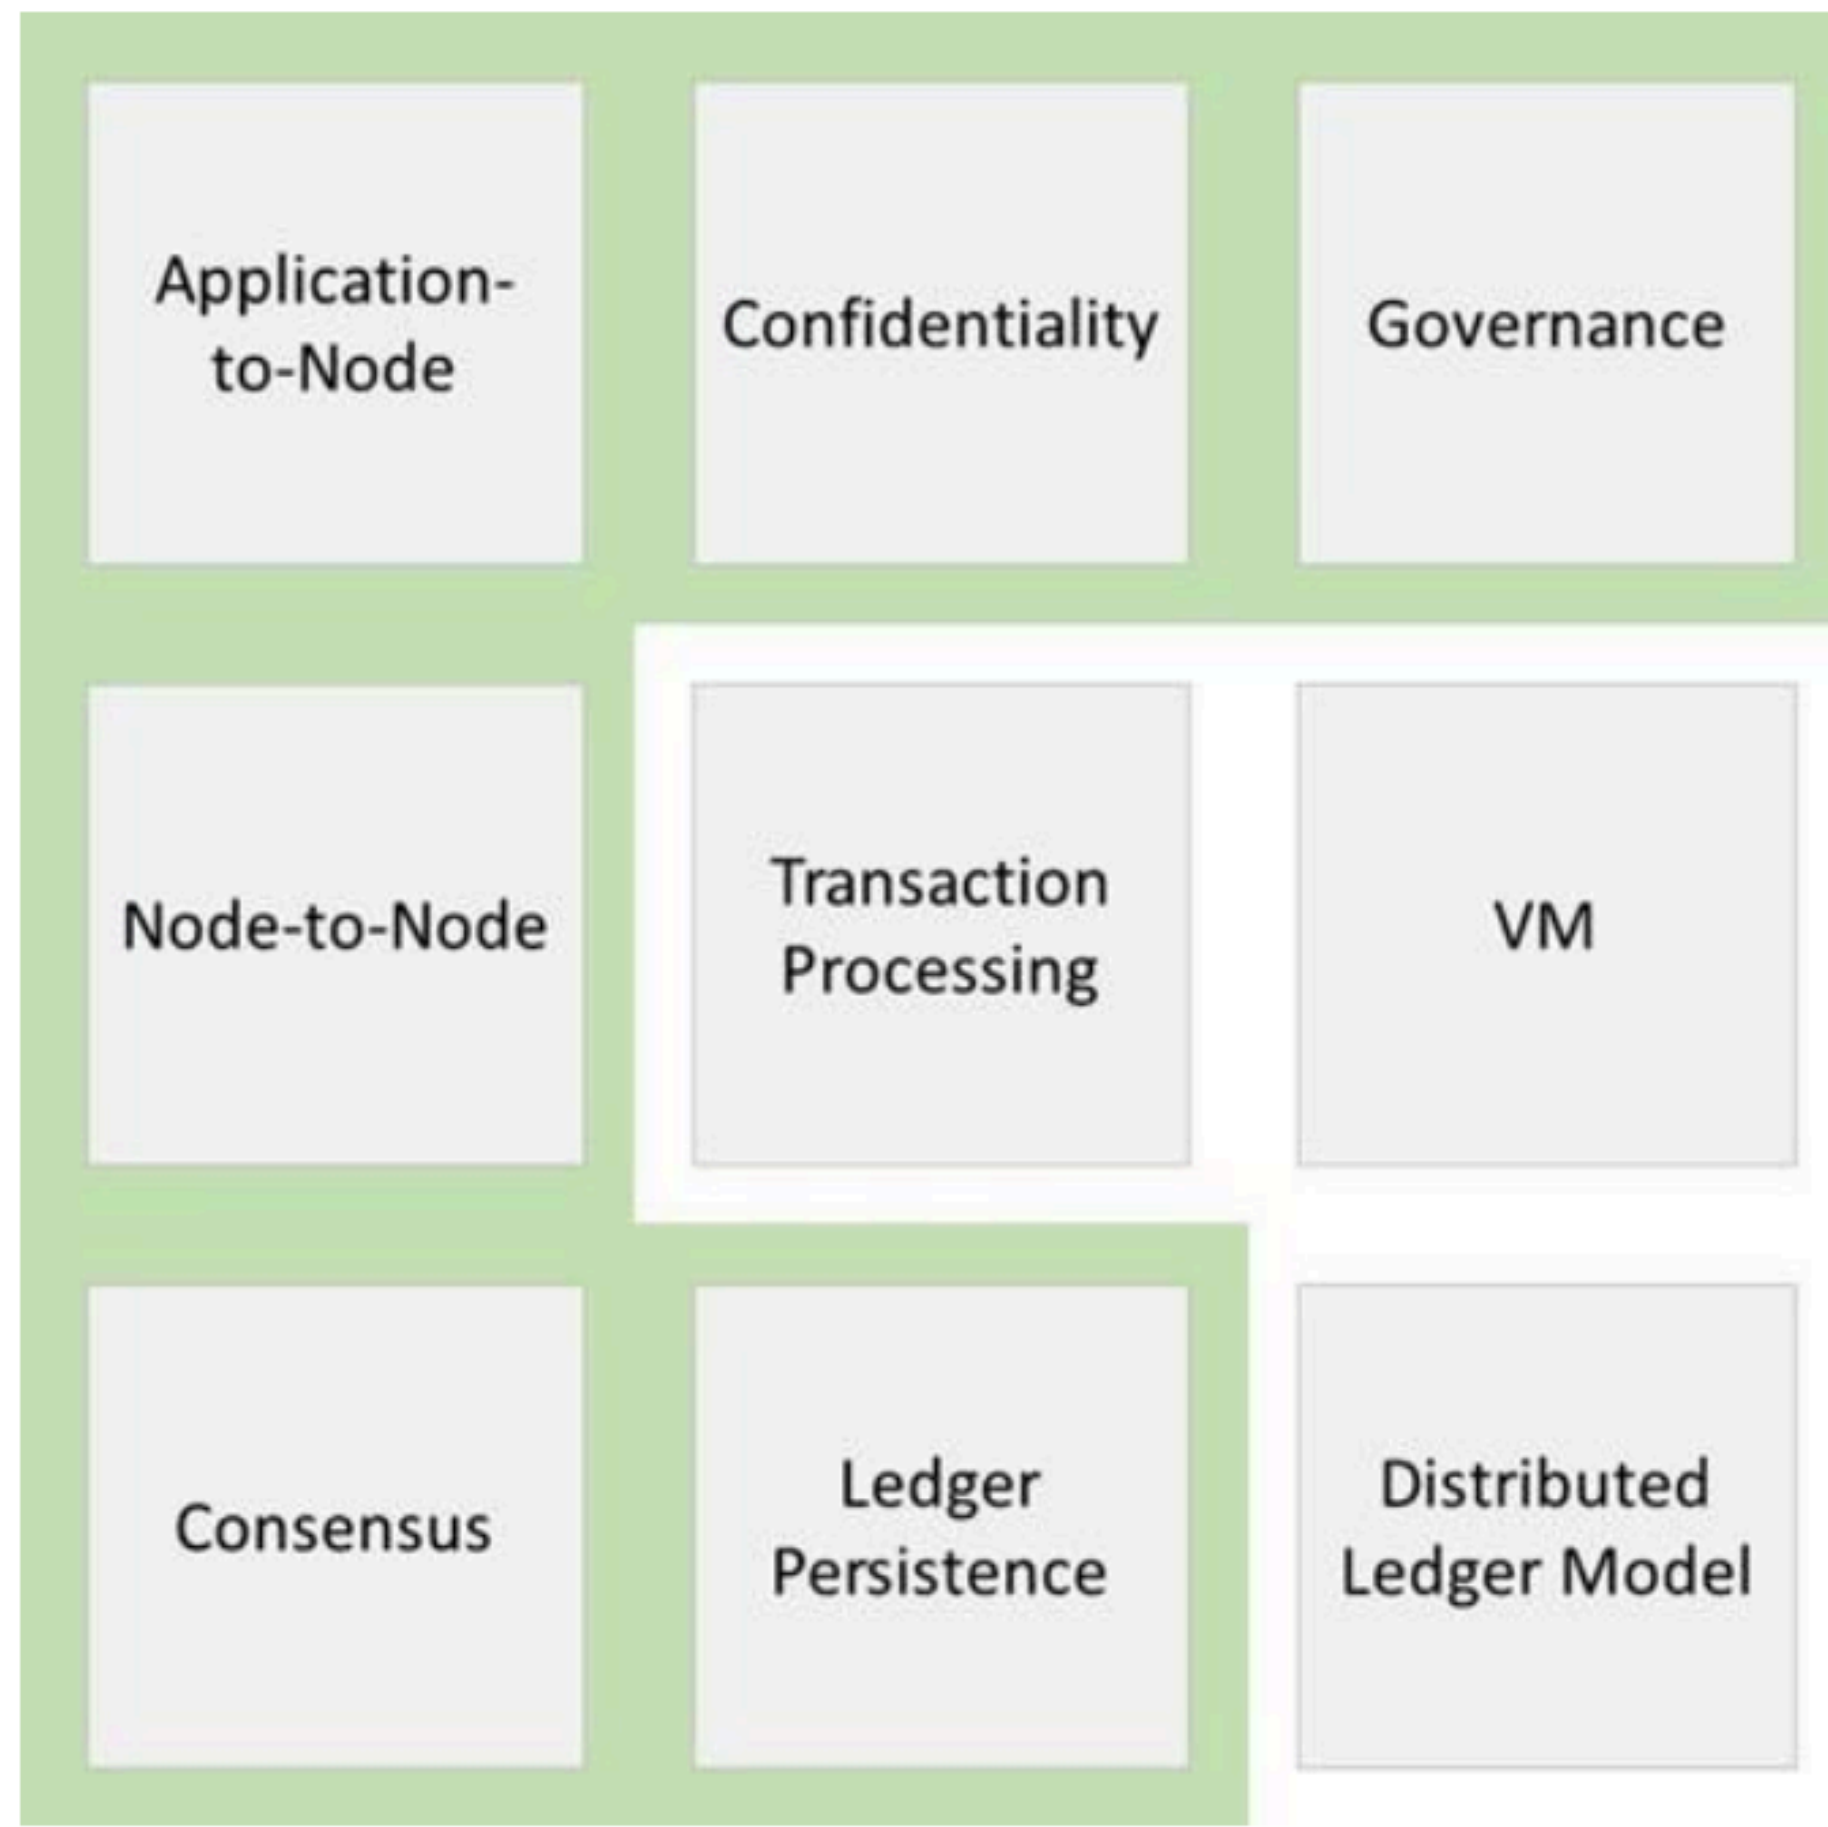 Application-
to-Node
Confidentiality
Governance
Node-to-Node
Transaction
Processing
VM
Consensus
Ledger
Persistence
Distributed
Ledger Model